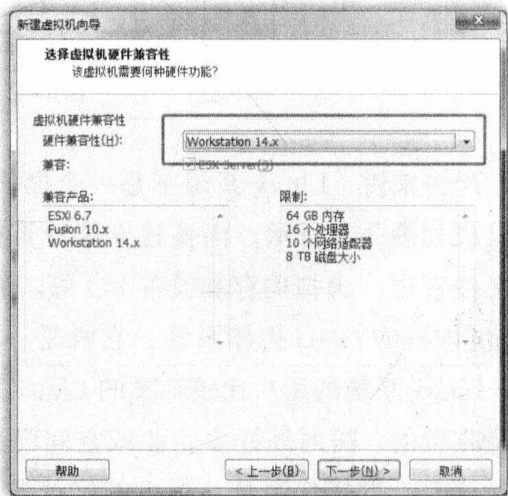 新建虚拟机向导
选择虚拟机硬件兼容性
该虚拟机需要何种硬件功能?
虚拟机硬件兼容性
硬件兼容性(H): Workstation 14.x
兼容: ESX Server(S)
兼容产品: 限制:
ESXi 6.7 64 GB 内存
Fusion 10.x 16 个处理器
Workstation 14.x 10 个网络适配器
8 TB 磁盘大小
帮助 < 上一步(B) 下一步(N) > 取消